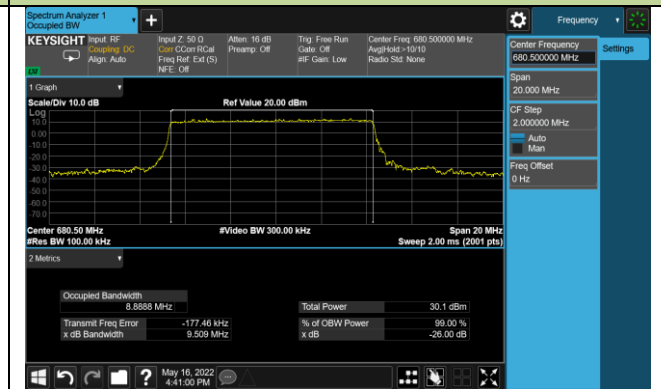 Spectrum Analyzer 1
Occupied BW
+
Frequency
KEYSIGHT Input: RF
Coupling: DC
Align: Auto
Input Z: 50 Ω
Corr CCorr RCal
Freq Ref: Ext (S)
NFE: Off
Atten: 16 dB
Preamp: Off
Trig: Free Run
Gate: Off
#IF Gain: Low
Center Freq: 680.500000 MHz
Avg|Hold:>10/10
Radio Std: None
Settings
Center Frequency
680.500000 MHz
Span
20.000 MHz
CF Step
2.000000 MHz
Auto
Man
Freq Offset
0 Hz
1 Graph
Scale/Div 10.0 dB
Ref Value 20.00 dBm
Log
10.0
0.00
-10.0
-20.0
-30.0
-40.0
-50.0
-60.0
-70.0
Center 680.50 MHz
#Video BW 300.00 kHz
Span 20 MHz
#Res BW 100.00 kHz
Sweep 2.00 ms (2001 pts)
2 Metrics
Occupied Bandwidth
8.8888 MHz
Total Power 30.1 dBm
Transmit Freq Error -177.46 kHz
% of OBW Power 99.00 %
x dB Bandwidth 9.509 MHz
x dB -26.00 dB
?
May 16, 2022
4:41:00 PM